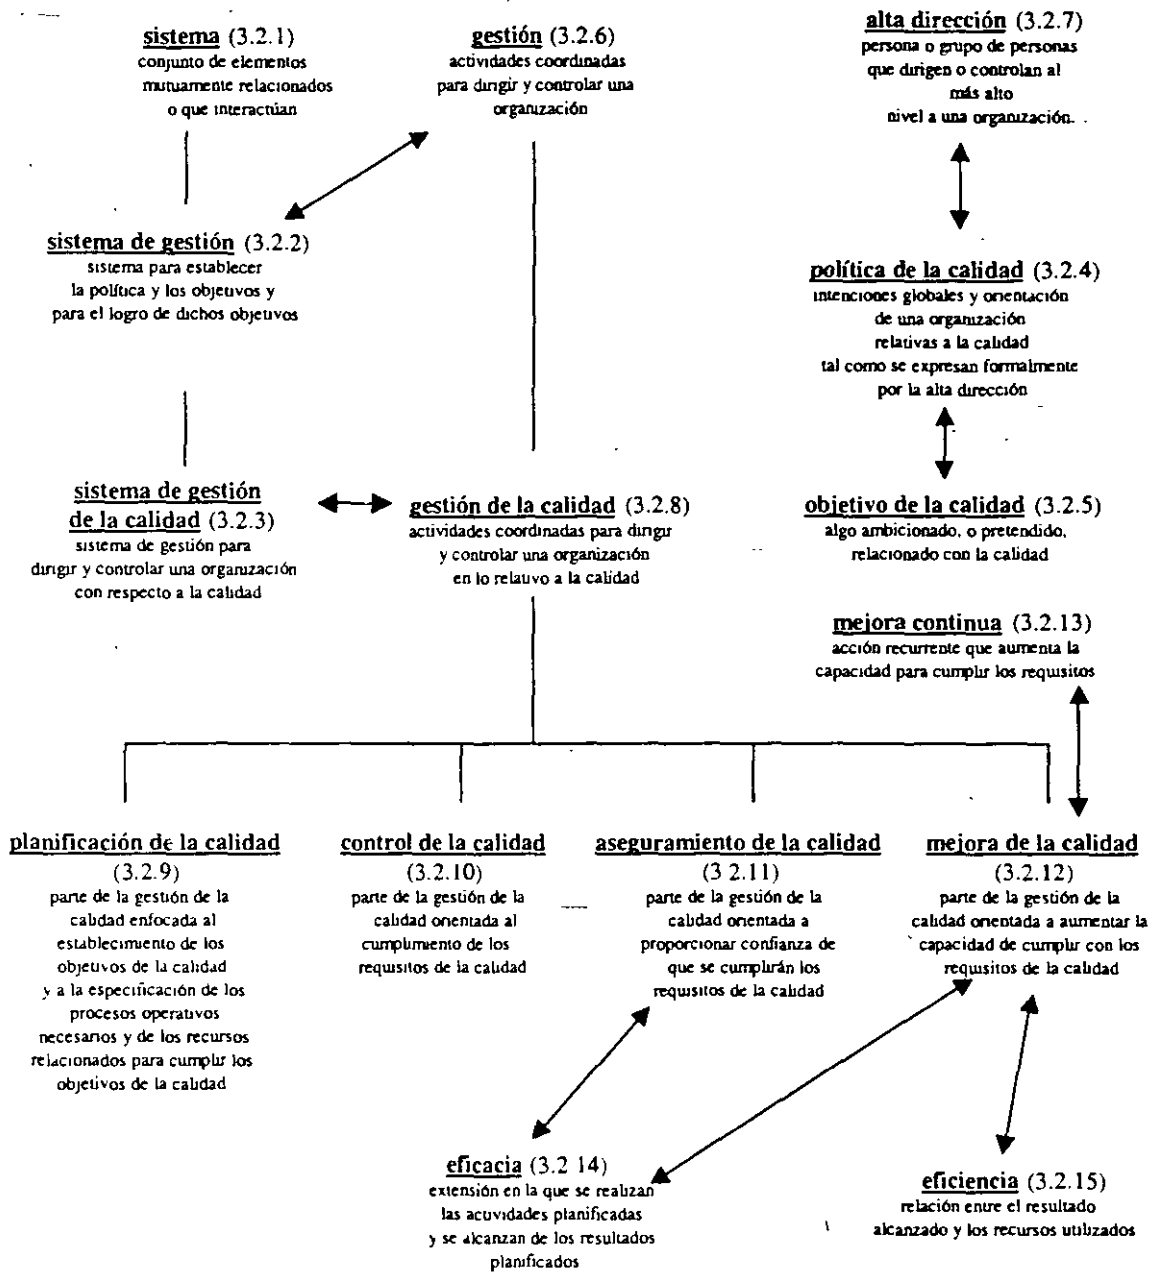 sistema (3.2.1)
conjunto de elementos
mutuamente relacionados
o que interactúan
gestión (3.2.6)
actividades coordinadas
para dirigir y controlar una
organización
alta dirección (3.2.7)
persona o grupo de personas
que dirigen o controlan al
más alto
nivel a una organización.
sistema de gestión (3.2.2)
sistema para establecer
la política y los objetivos y
para el logro de dichos objetivos
política de la calidad (3.2.4)
intenciones globales y orientación
de una organización
relativas a la calidad
tal como se expresan formalmente
por la alta dirección
sistema de gestión
de la calidad (3.2.3)
sistema de gestión para
dirigir y controlar una organización
con respecto a la calidad
gestión de la calidad (3.2.8)
actividades coordinadas para dirigir
y controlar una organización
en lo relativo a la calidad
objetivo de la calidad (3.2.5)
algo ambicionado, o pretendido,
relacionado con la calidad
mejora continua (3.2.13)
acción recurrente que aumenta la
capacidad para cumplir los requisitos
planificación de la calidad
(3.2.9)
parte de la gestión de la
calidad enfocada al
establecimiento de los
objetivos de la calidad
y a la especificación de los
procesos operativos
necesarios y de los recursos
relacionados para cumplir los
objetivos de la calidad
control de la calidad
(3.2.10)
parte de la gestión de la
calidad orientada al
cumplimiento de los
requisitos de la calidad
aseguramiento de la calidad
(3 2.11)
parte de la gestión de la
calidad orientada a
proporcionar confianza de
que se cumplirán los
requisitos de la calidad
mejora de la calidad
(3.2.12)
parte de la gestión de la
calidad orientada a aumentar la
capacidad de cumplir con los
requisitos de la calidad
eficacia (3.2 14)
extensión en la que se realizan
las actividades planificadas
y se alcanzan de los resultados
planificados
eficiencia (3.2.15)
relación entre el resultado
alcanzado y los recursos utilizados